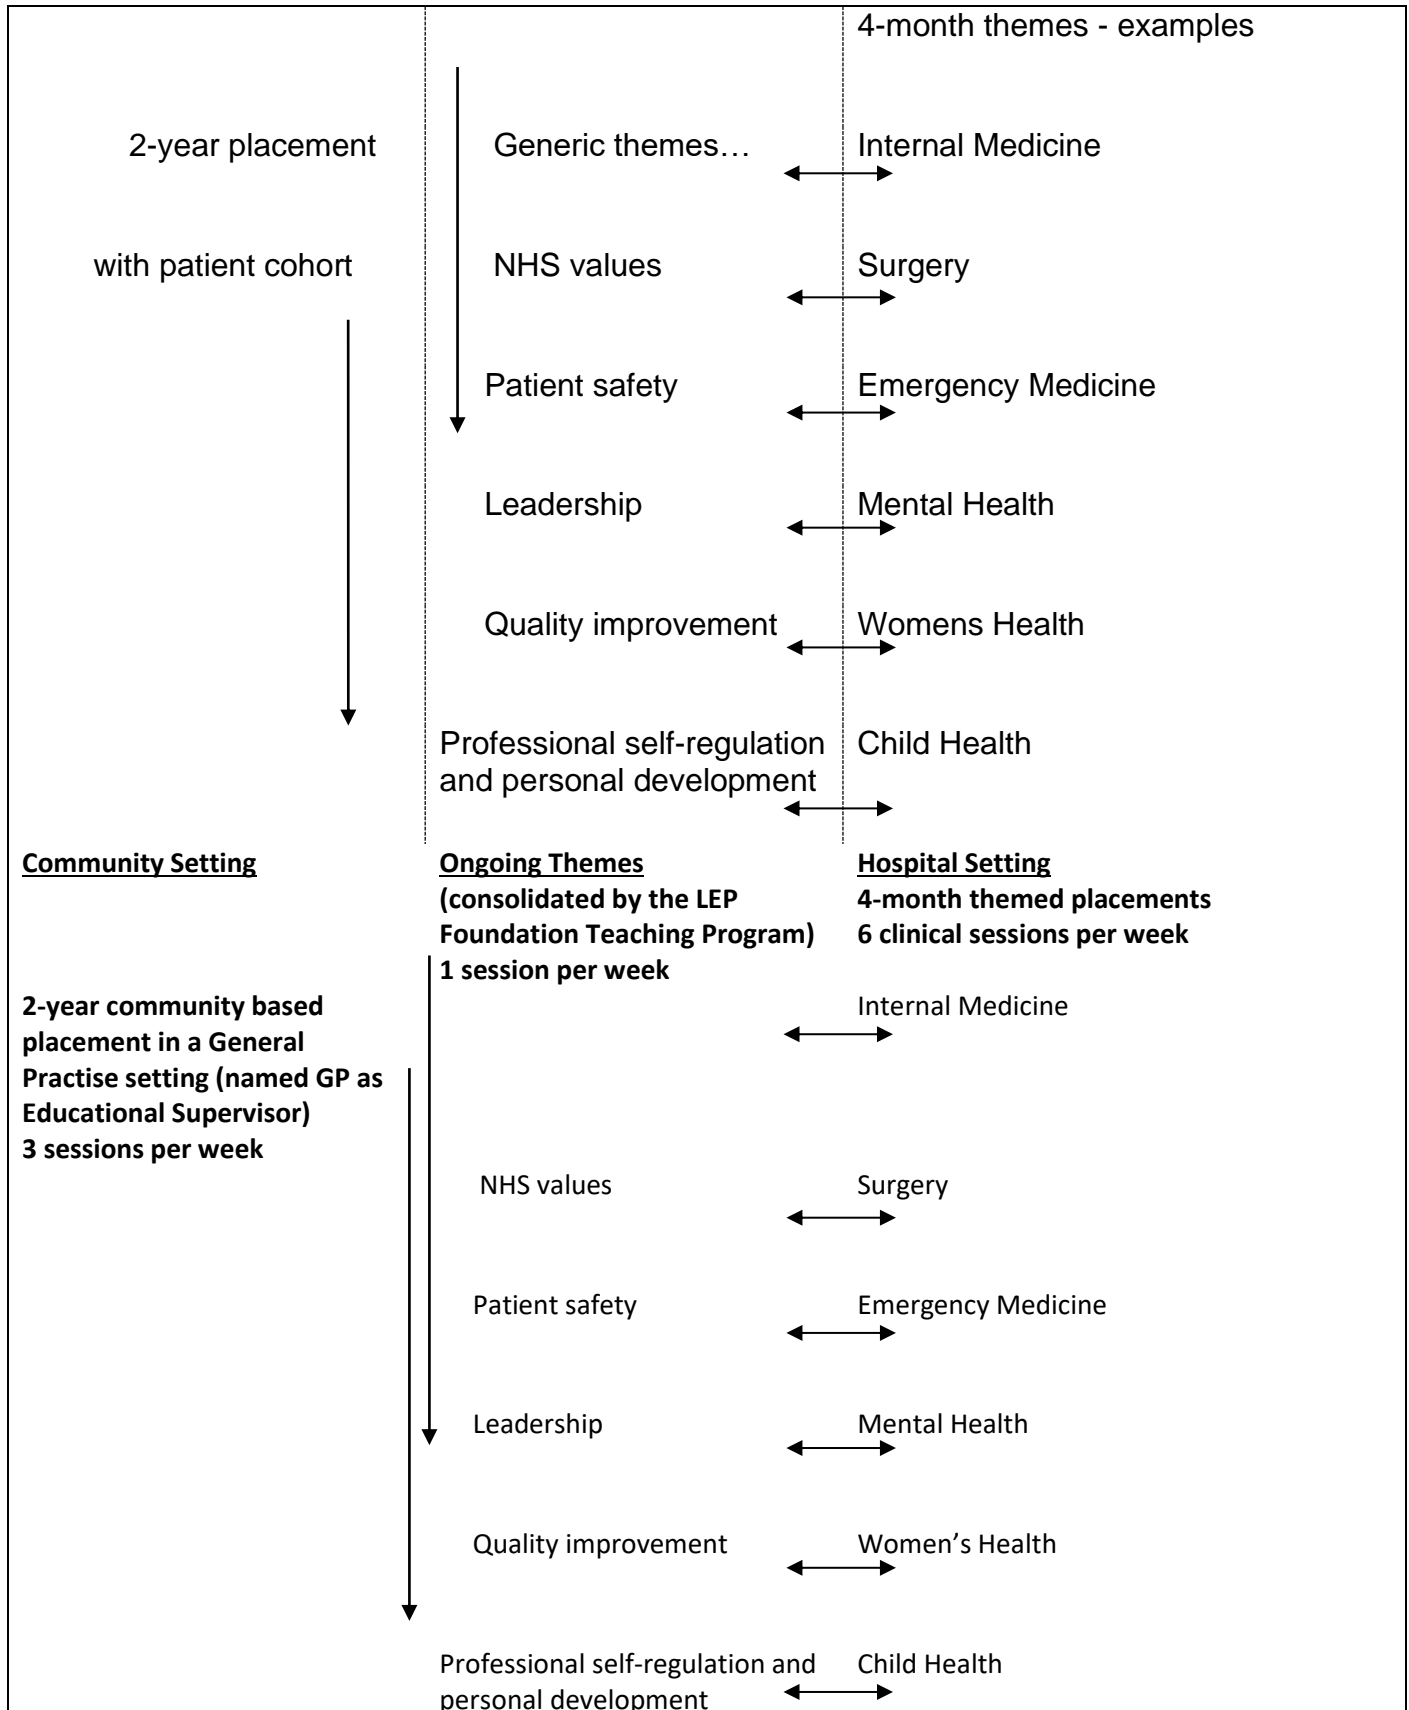 4-month themes - examples
2-year placement
Generic themes…
Internal Medicine
with patient cohort
NHS values
Surgery
Patient safety
Emergency Medicine
Leadership
Mental Health
Quality improvement
Womens Health
Professional self-regulation
and personal development
Child Health
Community Setting
Ongoing Themes
(consolidated by the LEP
Foundation Teaching Program)
1 session per week
Hospital Setting
4-month themed placements
6 clinical sessions per week
2-year community based
placement in a General
Practise setting (named GP as
Educational Supervisor)
3 sessions per week
Internal Medicine
NHS values
Surgery
Patient safety
Emergency Medicine
Leadership
Mental Health
Quality improvement
Women’s Health
Professional self-regulation and
personal development
Child Health